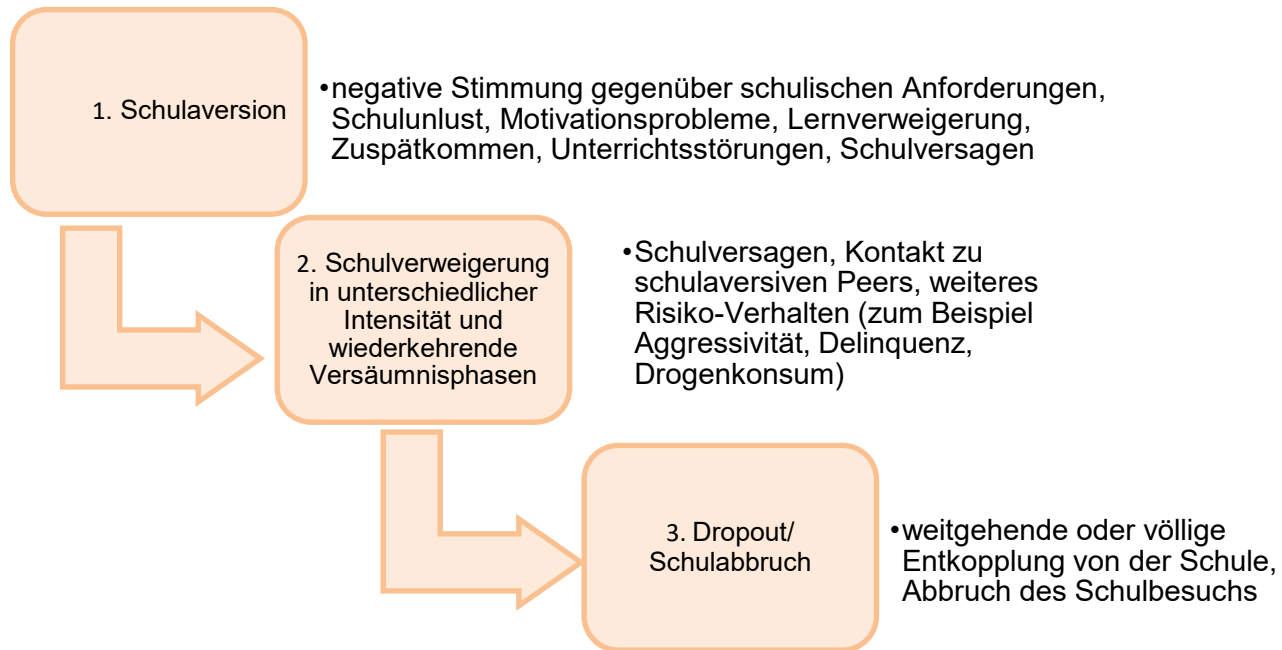 1. Schulaversion
•negative Stimmung gegenüber schulischen Anforderungen,
Schulunlust, Motivationsprobleme, Lernverweigerung,
Zuspätkommen, Unterrichtsstörungen, Schulversagen
2. Schulverweigerung
in unterschiedlicher
Intensität und
wiederkehrende
Versäumnisphasen
•Schulversagen, Kontakt zu
schulaversiven Peers, weiteres
Risiko-Verhalten (zum Beispiel
Aggressivität, Delinquenz,
Drogenkonsum)
3. Dropout/
Schulabbruch
•weitgehende oder völlige
Entkopplung von der Schule,
Abbruch des Schulbesuchs